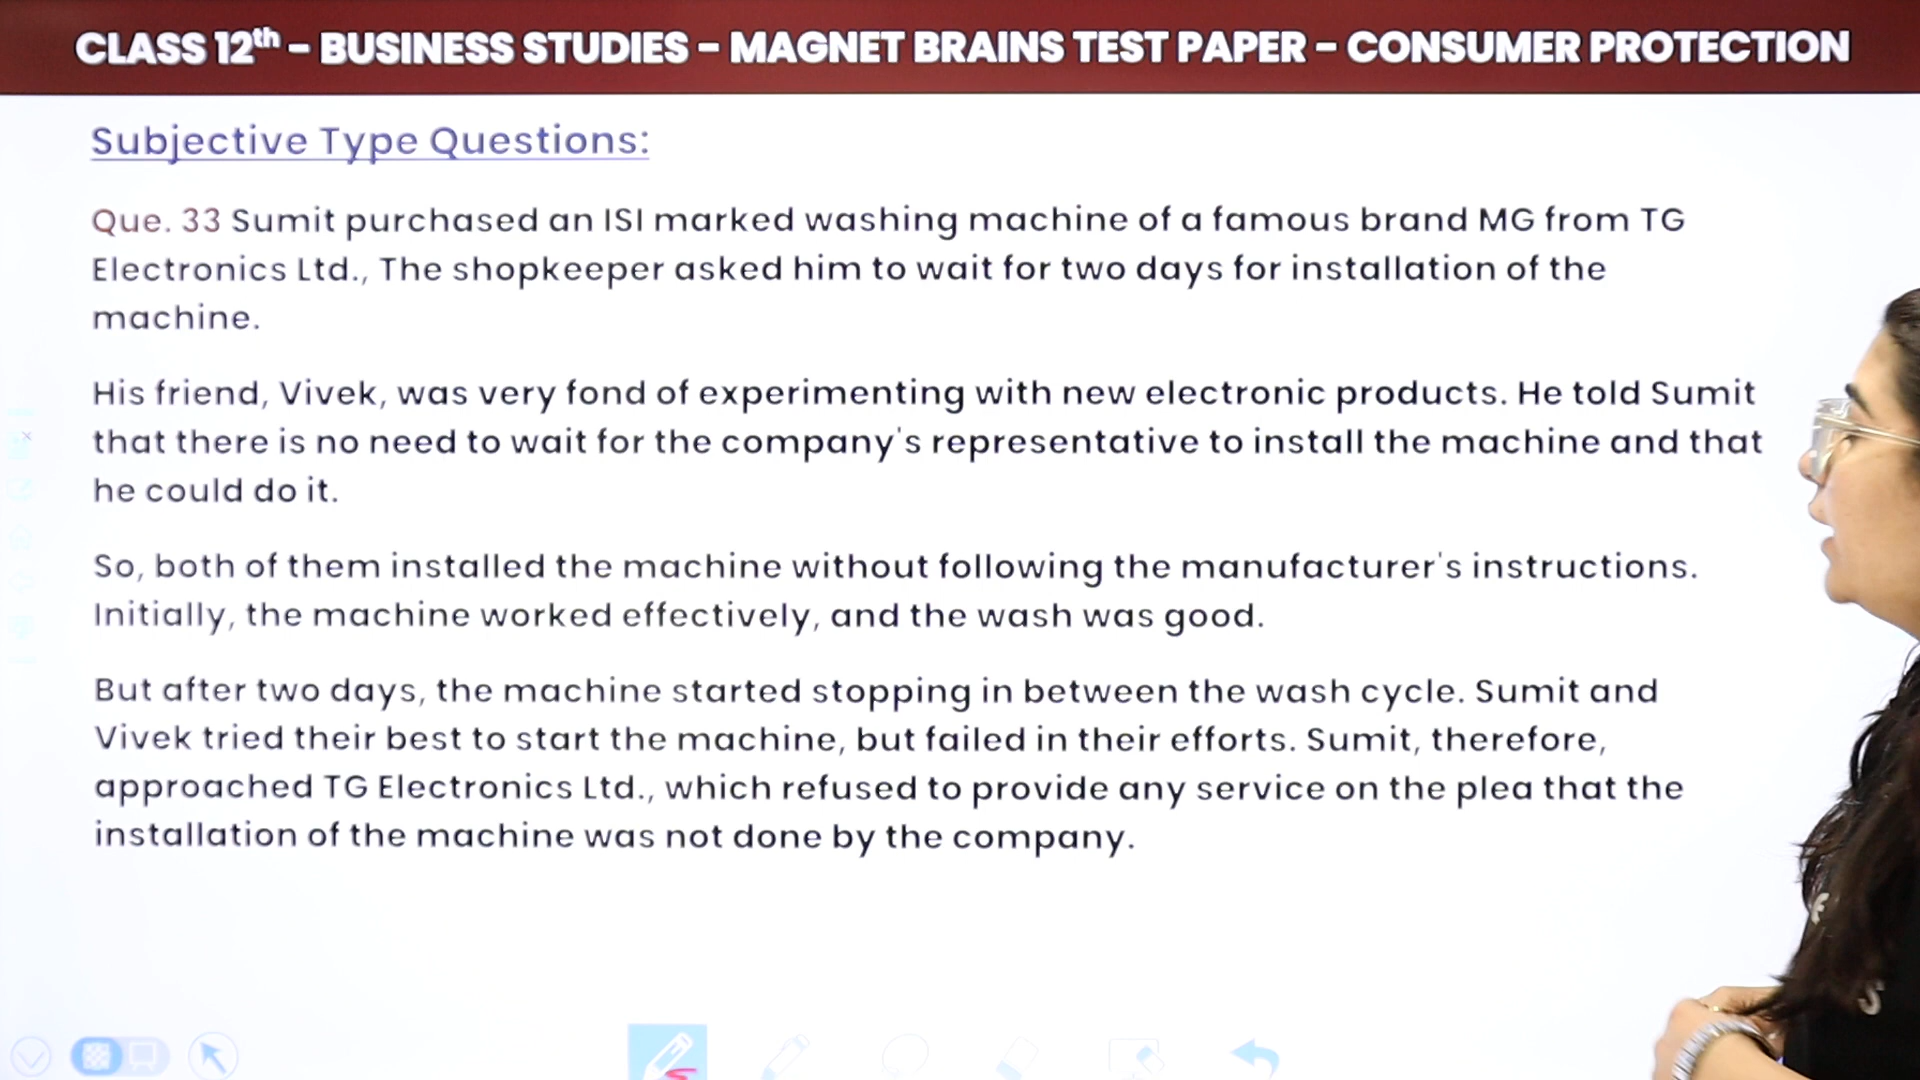 CLASS 12th – BUSINESS STUDIES – MAGNET BRAINS TEST PAPER – CONSUMER PROTECTION
Subjective Type Questions:
Que. 33 Sumit purchased an ISI marked washing machine of a famous brand MG from TG
Electronics Ltd., The shopkeeper asked him to wait for two days for installation of the
machine.
His friend, Vivek, was very fond of experimenting with new electronic products. He told Sumit
that there is no need to wait for the company's representative to install the machine and that
he could do it.
So, both of them installed the machine without following the manufacturer's instructions.
Initially, the machine worked effectively, and the wash was good.
But after two days, the machine started stopping in between the wash cycle. Sumit and
Vivek tried their best to start the machine, but failed in their efforts. Sumit, therefore,
approached TG Electronics Ltd., which refused to provide any service on the plea that the
installation of the machine was not done by the company.